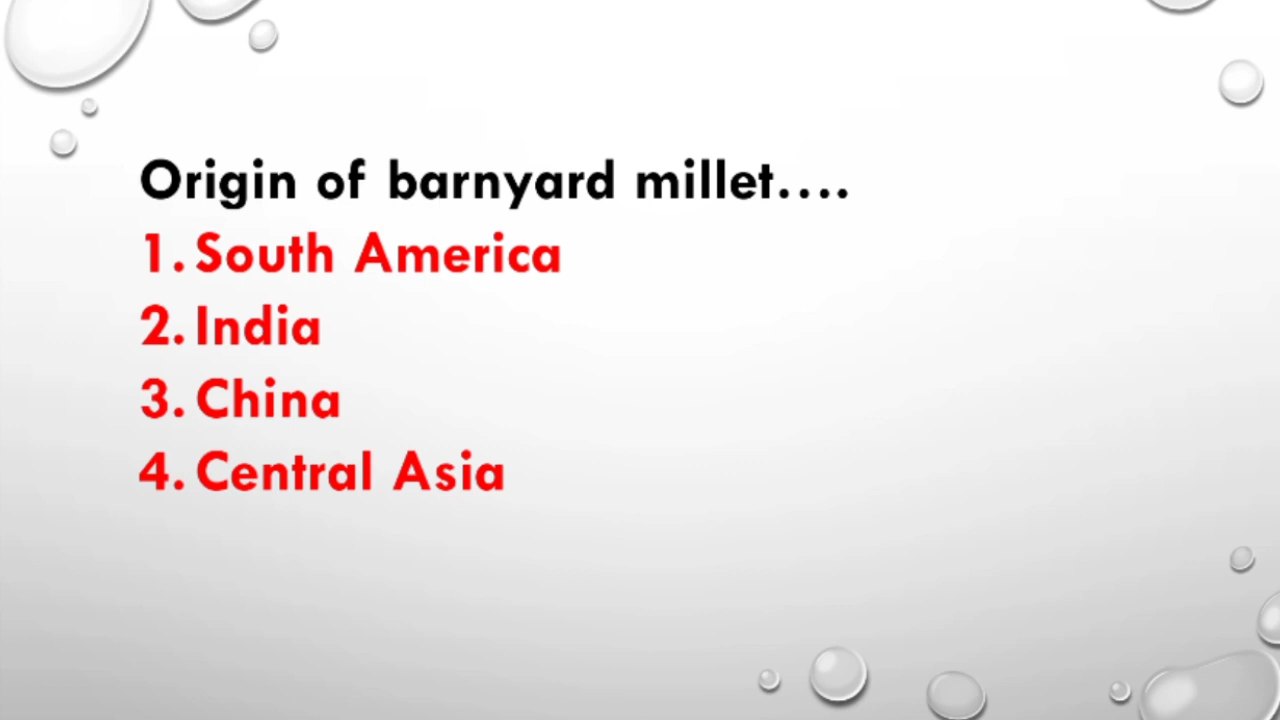 Origin of barnyard millet....
1. South America
2. India
3. China
4. Central Asia